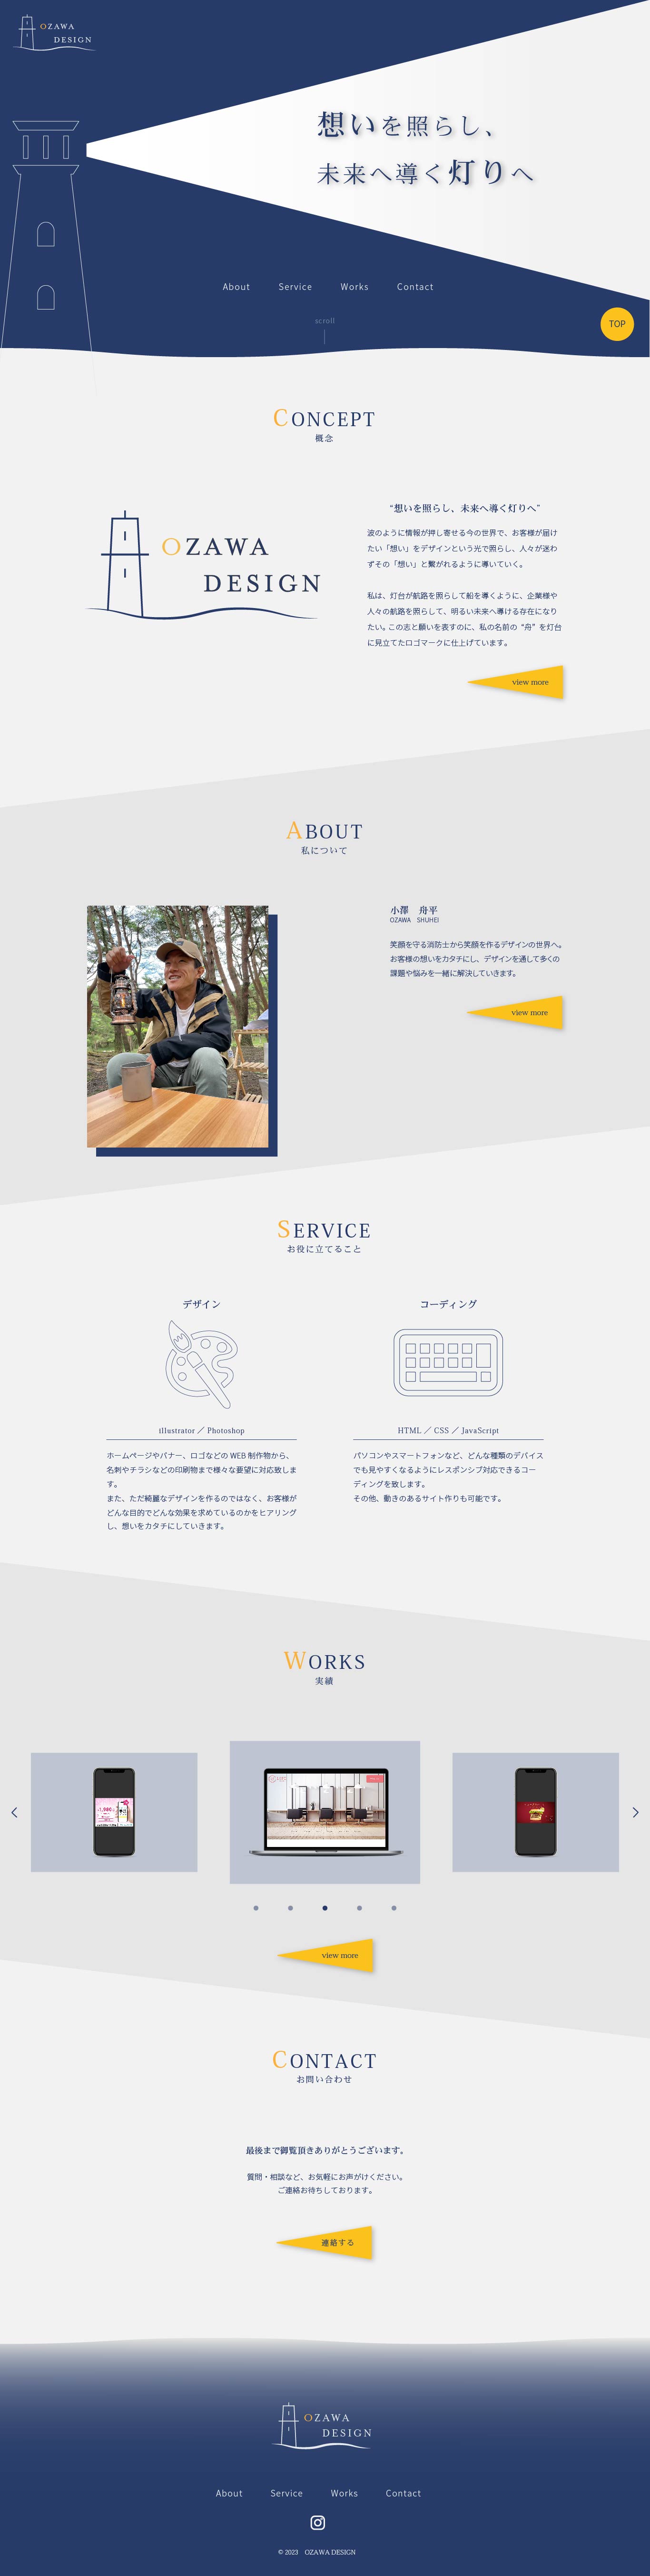 OZAWA
DESIGN
想いを照らし、
未来へ導く灯りへ
About Service Works Contact
scroll
TOP
CONCEPT
概念
OZAWA
DESIGN
“想いを照らし、未来へ導く灯りへ”
波のように情報が押し寄せる今の世界で、お客様が届け
たい「想い」をデザインという光で照らし、人々が迷わ
ずその「想い」と繋がれるように導いていく。
私は、灯台が航路を照らして船を導くように、企業様や
人々の航路を照らして、明るい未来へ導ける存在になり
たい。この志と願いを表すのに、私の名前の“舟”を灯台
に見立てたロゴマークに仕上げています。
view more
ABOUT
私について
小澤 舟平
OZAWA SHUHEI
笑顔を守る消防士から笑顔を作るデザインの世界へ。
お客様の想いをカタチにし、デザインを通して多くの
課題や悩みを一緒に解決していきます。
view more
SERVICE
お役に立てること
デザイン
illustrator ／ Photoshop
ホームページやバナー、ロゴなどの WEB 制作物から、
名刺やチラシなどの印刷物まで様々な要望に対応致しま
す。
また、ただ綺麗なデザインを作るのではなく、お客様が
どんな目的でどんな効果を求めているのかをヒアリング
し、想いをカタチにしていきます。
コーディング
HTML ／ CSS ／ JavaScript
パソコンやスマートフォンなど、どんな種類のデバイス
でも見やすくなるようにレスポンシブ対応できるコー
ディングを致します。
その他、動きのあるサイト作りも可能です。
WORKS
実績
view more
CONTACT
お問い合わせ
最後まで御覧頂きありがとうございます。
質問・相談など、お気軽にお声がけください。
ご連絡お待ちしております。
連絡する
OZAWA
DESIGN
About Service Works Contact
© 2023 OZAWA DESIGN